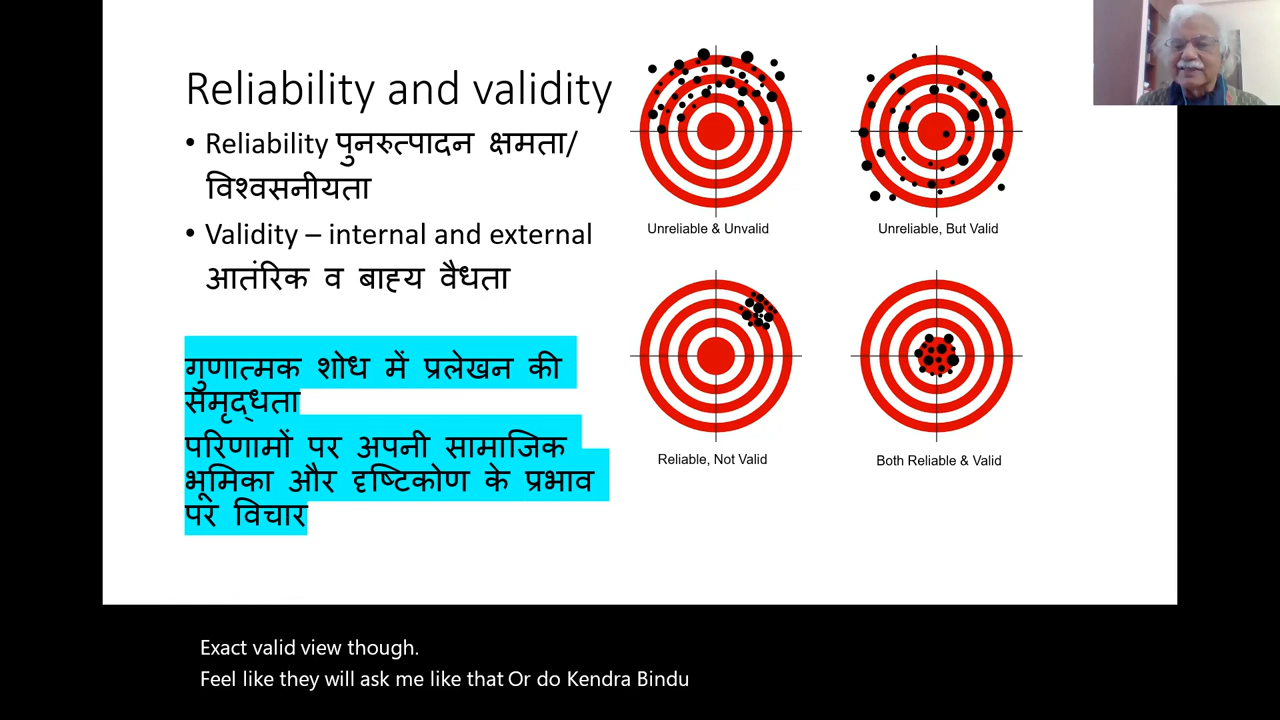 Reliability and validity
• Reliability पुनरुत्पादन क्षमता/
विश्वसनीयता
• Validity – internal and external
आतंरिक व बाह्य वैधता
गुणात्मक शोध में प्रलेखन की
समृद्धता
परिणामों पर अपनी सामाजिक
भूमिका और दृष्टिकोण के प्रभाव
पर विचार
Unreliable & Unvalid
Unreliable, But Valid
Reliable, Not Valid
Both Reliable & Valid
Exact valid view though.
Feel like they will ask me like that Or do Kendra Bindu